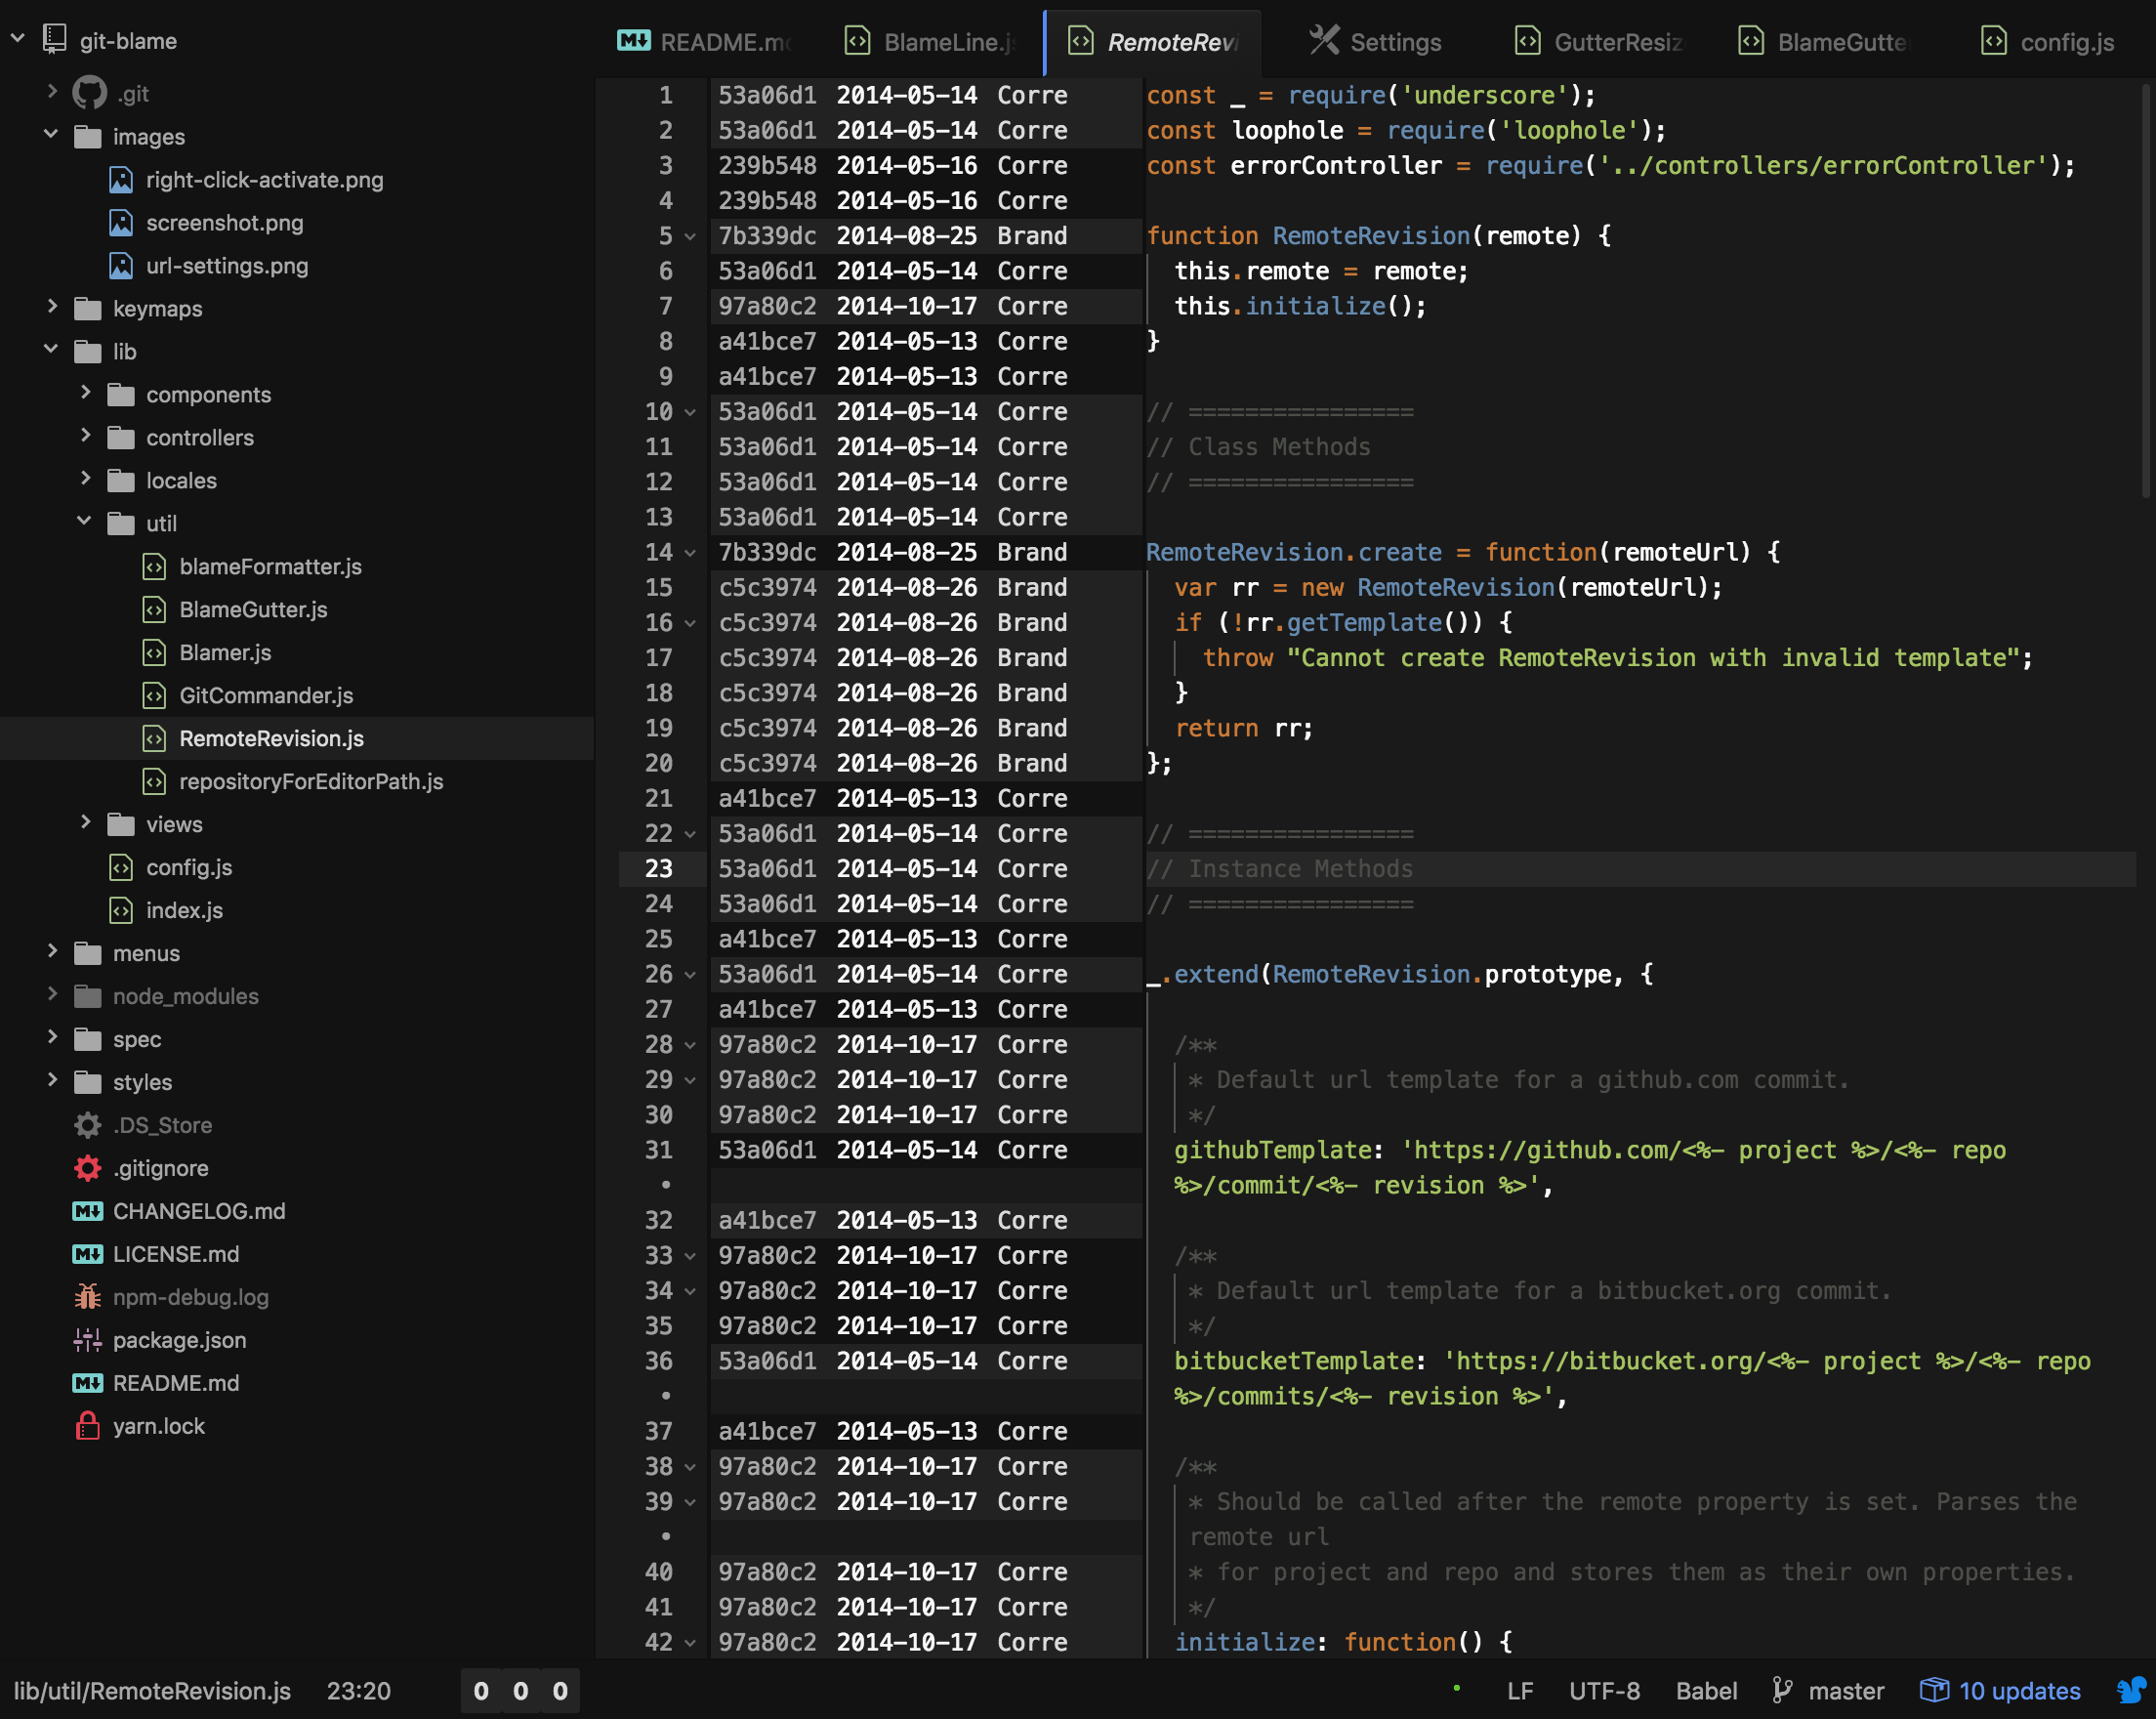 git-blame
.git
images
right-click-activate.png
screenshot.png
url-settings.png
keymaps
lib
components
controllers
locales
util
blameFormatter.js
BlameGutter.js
Blamer.js
GitCommander.js
RemoteRevision.js
repositoryForEditorPath.js
views
config.js
index.js
menus
node_modules
spec
styles
.DS_Store
.gitignore
CHANGELOG.md
LICENSE.md
npm-debug.log
package.json
README.md
yarn.lock
README.md BlameLine.js RemoteRevi Settings GutterResiz BlameGutte config.js
1 53a06d1 2014-05-14 Corre const _ = require('underscore');
2 53a06d1 2014-05-14 Corre const loophole = require('loophole');
3 239b548 2014-05-16 Corre const errorController = require('../controllers/errorController');
4 239b548 2014-05-16 Corre
5 7b339dc 2014-08-25 Brand function RemoteRevision(remote) {
6 53a06d1 2014-05-14 Corre this.remote = remote;
7 97a80c2 2014-10-17 Corre this.initialize();
8 a41bce7 2014-05-13 Corre }
9 a41bce7 2014-05-13 Corre
10 53a06d1 2014-05-14 Corre // ================
11 53a06d1 2014-05-14 Corre // Class Methods
12 53a06d1 2014-05-14 Corre // ================
13 53a06d1 2014-05-14 Corre
14 7b339dc 2014-08-25 Brand RemoteRevision.create = function(remoteUrl) {
15 c5c3974 2014-08-26 Brand var rr = new RemoteRevision(remoteUrl);
16 c5c3974 2014-08-26 Brand if (!rr.getTemplate()) {
17 c5c3974 2014-08-26 Brand throw "Cannot create RemoteRevision with invalid template";
18 c5c3974 2014-08-26 Brand }
19 c5c3974 2014-08-26 Brand return rr;
20 c5c3974 2014-08-26 Brand };
21 a41bce7 2014-05-13 Corre
22 53a06d1 2014-05-14 Corre // ================
23 53a06d1 2014-05-14 Corre // Instance Methods
24 53a06d1 2014-05-14 Corre // ================
25 a41bce7 2014-05-13 Corre
26 53a06d1 2014-05-14 Corre _.extend(RemoteRevision.prototype, {
27 a41bce7 2014-05-13 Corre
28 97a80c2 2014-10-17 Corre /**
29 97a80c2 2014-10-17 Corre * Default url template for a github.com commit.
30 97a80c2 2014-10-17 Corre */
31 53a06d1 2014-05-14 Corre githubTemplate: 'https://github.com/<%- project %>/<%- repo
• %>/commit/<%- revision %>',
32 a41bce7 2014-05-13 Corre
33 97a80c2 2014-10-17 Corre /**
34 97a80c2 2014-10-17 Corre * Default url template for a bitbucket.org commit.
35 97a80c2 2014-10-17 Corre */
36 53a06d1 2014-05-14 Corre bitbucketTemplate: 'https://bitbucket.org/<%- project %>/<%- repo
• %>/commits/<%- revision %>',
37 a41bce7 2014-05-13 Corre
38 97a80c2 2014-10-17 Corre /**
39 97a80c2 2014-10-17 Corre * Should be called after the remote property is set. Parses the
• remote url
40 97a80c2 2014-10-17 Corre * for project and repo and stores them as their own properties.
41 97a80c2 2014-10-17 Corre */
42 97a80c2 2014-10-17 Corre initialize: function() {
lib/util/RemoteRevision.js 23:20 0 0 0 LF UTF-8 Babel master 10 updates